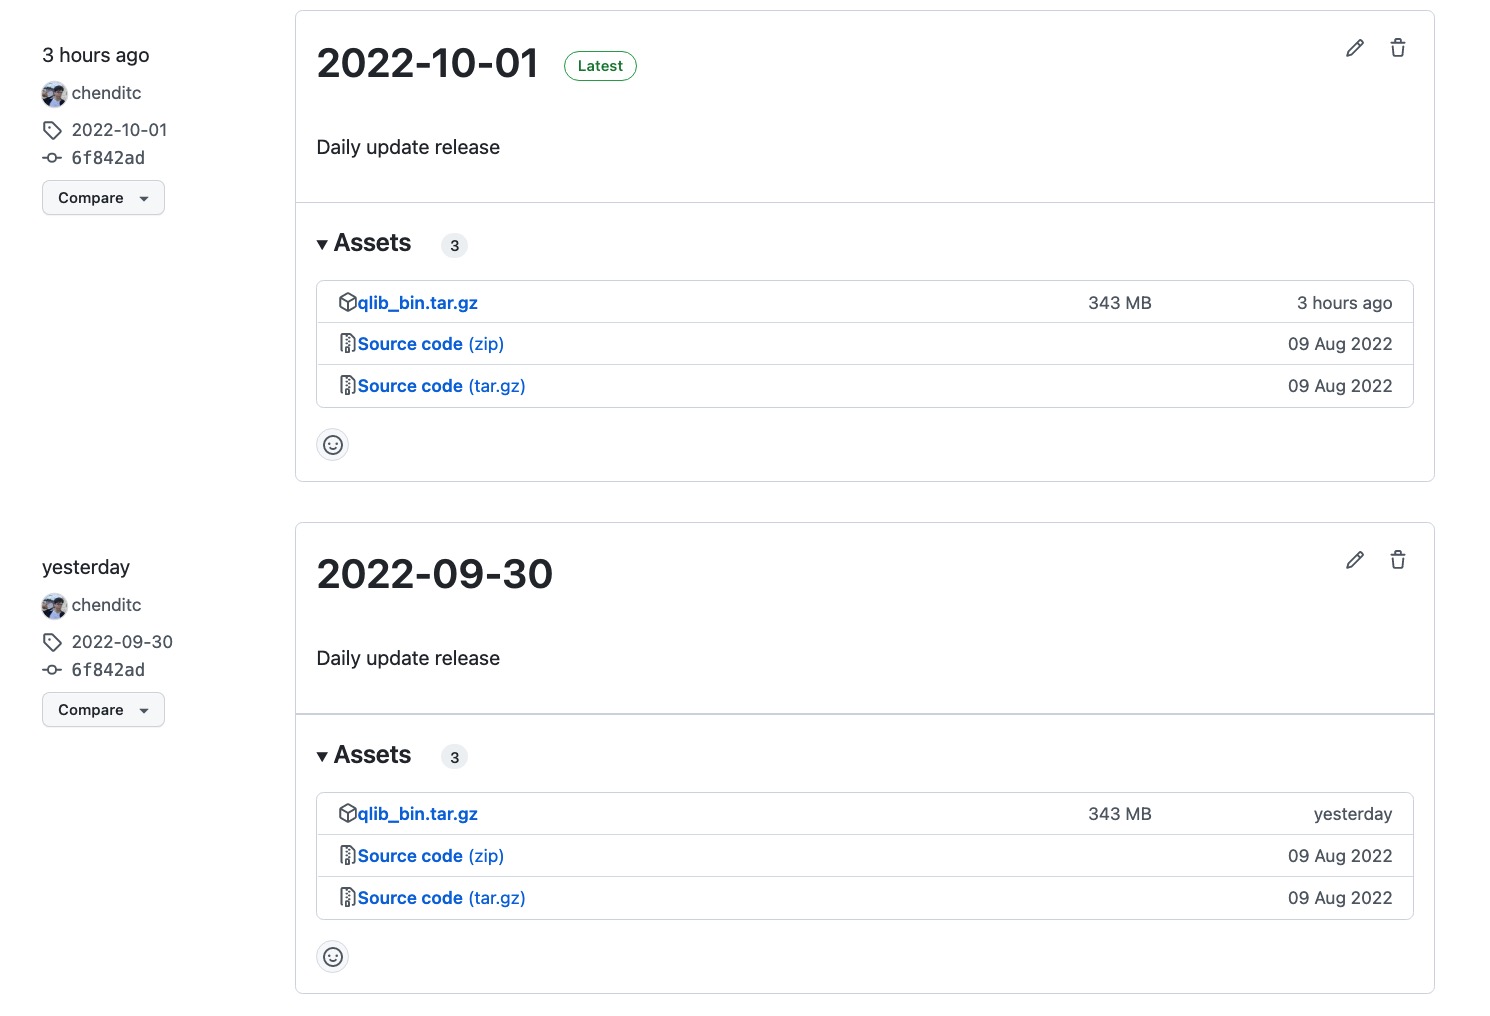 3 hours ago
chenditc
2022-10-01
6f842ad
Compare
2022-10-01 Latest
Daily update release
Assets 3
qlib_bin.tar.gz 343 MB 3 hours ago
Source code (zip) 09 Aug 2022
Source code (tar.gz) 09 Aug 2022
yesterday
chenditc
2022-09-30
6f842ad
Compare
2022-09-30
Daily update release
Assets 3
qlib_bin.tar.gz 343 MB yesterday
Source code (zip) 09 Aug 2022
Source code (tar.gz) 09 Aug 2022